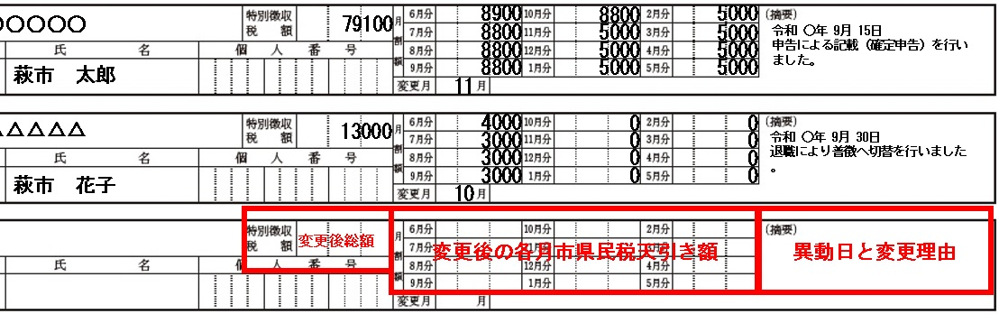 〇〇〇〇〇 特別徴収税額 79100 月割額 6月分 8900 10月分 8800 2月分 5000 (摘要)
7月分 8800 11月分 5000 3月分 5000 令和 〇年 9月 15日
氏名 個人番号 8月分 8800 12月分 5000 4月分 5000 申告による記載(確定申告)を行い
萩市 太郎 9月分 8800 1月分 5000 5月分 5000 ました。
変更月 11月
△△△△△ 特別徴収税額 13000 月割額 6月分 4000 10月分 0 2月分 0 (摘要)
7月分 3000 11月分 0 3月分 0 令和 〇年 9月 30日
氏名 個人番号 8月分 3000 12月分 0 4月分 0 退職により普徴へ切替を行いました
萩市 花子 9月分 3000 1月分 0 5月分 0 。
変更月 10月
特別徴収税額 変更後総額 月割額 6月分 10月分 2月分 (摘要)
7月分 11月分 3月分
変更後の各月市県民税天引き額 異動日と変更理由
氏名 個人番号 8月分 12月分 4月分
9月分 1月分 5月分
変更月 月